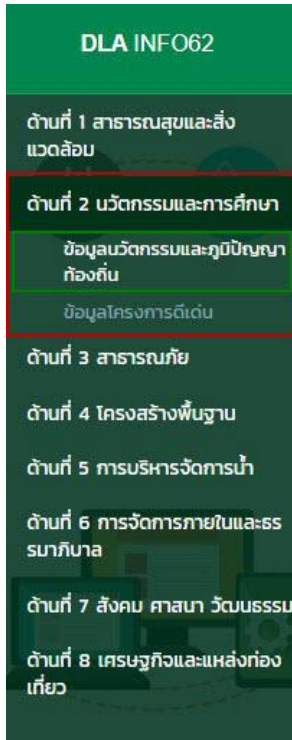 DLA INFO62
ด้านที่ 1 สาธารณสุขและสิ่ง
แวดล้อม
ด้านที่ 2 นวัตกรรมและการศึกษา
ข้อมูลนวัตกรรมและภูมิปัญญา
ท้องถิ่น
ข้อมูลโครงการดีเด่น
ด้านที่ 3 สาธารณภัย
ด้านที่ 4 โครงสร้างพื้นฐาน
ด้านที่ 5 การบริหารจัดการน้ำ
ด้านที่ 6 การจัดการภายในและธร
รมาภิบาล
ด้านที่ 7 สังคม ศาสนา วัฒนธรรม
ด้านที่ 8 เศรษฐกิจและแหล่งท่อง
เที่ยว